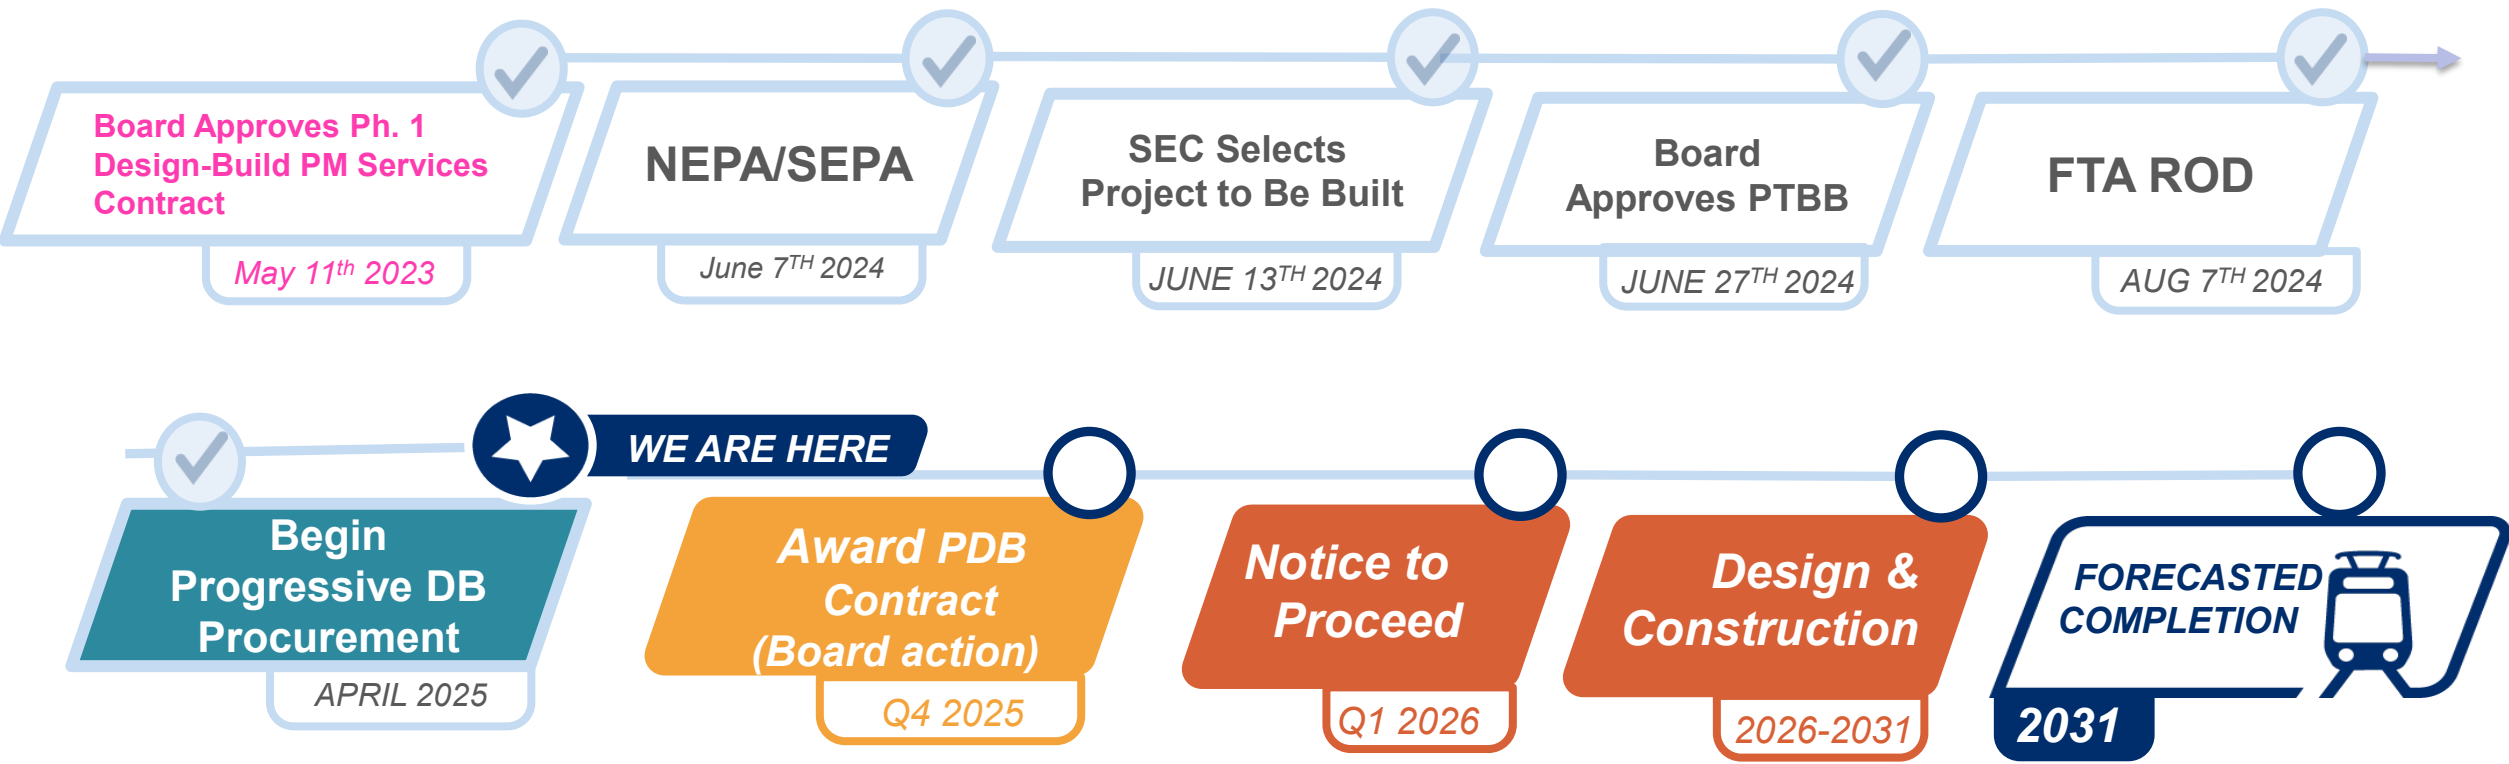 Board Approves Ph. 1
Design-Build PM Services
Contract
May 11th 2023
NEPA/SEPA
June 7TH 2024
SEC Selects
Project to Be Built
JUNE 13TH 2024
Board
Approves PTBB
JUNE 27TH 2024
FTA ROD
AUG 7TH 2024
WE ARE HERE
Begin
Progressive DB
Procurement
APRIL 2025
Award PDB
Contract
(Board action)
Q4 2025
Notice to
Proceed
Q1 2026
Design &
Construction
2026-2031
FORECASTED
COMPLETION
2031